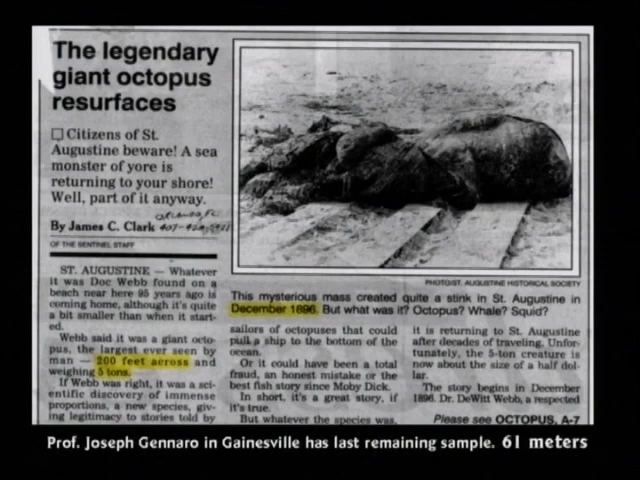 The legendary
giant octopus
resurfaces
☐ Citizens of St.
Augustine beware! A sea
monster of yore is
returning to your shore!
Well, part of it anyway.
By James C. Clark
OF THE SENTINEL STAFF
ST. AUGUSTINE — Whatever
it was Doc Webb found on a
beach near here 95 years ago is
coming home, although it's quite
a bit smaller than when it start-
ed.
Webb said it was a giant octo-
pus, the largest ever seen by
man — 200 feet across and
weighing 5 tons.
If Webb was right, it was a sci-
entific discovery of immense
proportions, a new species, giv-
ing legitimacy to stories told by
PHOTO/ST. AUGUSTINE HISTORICAL SOCIETY
This mysterious mass created quite a stink in St. Augustine in
December 1896. But what was it? Octopus? Whale? Squid?
sailors of octopuses that could
pull a ship to the bottom of the
ocean.
Or it could have been a total
fraud, an honest mistake or the
best fish story since Moby Dick.
In short, it's a great story, if
it's true.
But whatever the species was,
it is returning to St. Augustine
after decades of traveling. Unfor-
tunately, the 5-ton creature is
now about the size of a half dol-
lar.
The story begins in December
1896. Dr. DeWitt Webb, a respected
Please see OCTOPUS, A-7
Prof. Joseph Gennaro in Gainesville has last remaining sample. 61 meters